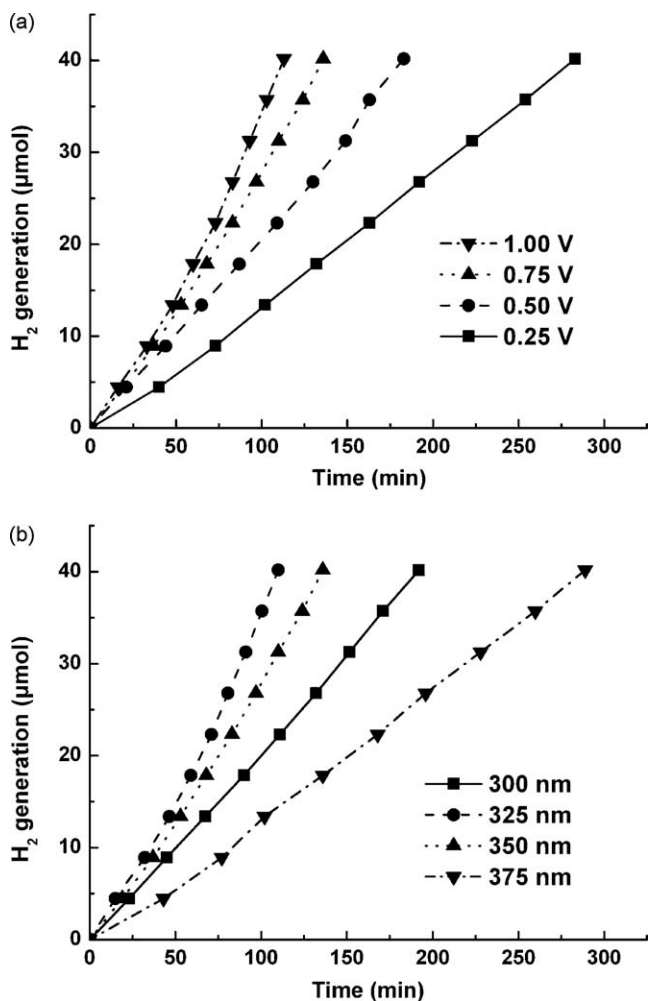 (a)
H₂ generation (μmol)
40
30
20
10
0
1.00 V
0.75 V
0.50 V
0.25 V
0 50 100 150 200 250 300
Time (min)
(b)
H₂ generation (μmol)
40
30
20
10
0
300 nm
325 nm
350 nm
375 nm
0 50 100 150 200 250 300
Time (min)